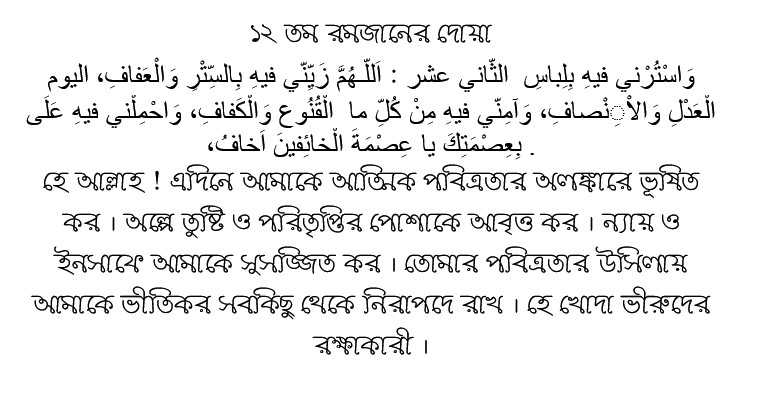 ১২ তম রমজানের দোয়া
وَاسْتُرْني فيهِ بِلِباسِ الثّاني عشر : اَللّـهُمَّ زَيِّنّي فيهِ بِالسِّتْرِ وَالْعَفافِ، اليوم
الْعَدْلِ وَالاِْنْصافِ، وَآمِنّي فيهِ مِنْ كُلِّ ما الْقُنُوعِ وَالْكَفافِ، وَاحْمِلْني فيهِ عَلَى
بِعِصْمَتِكَ يا عِصْمَةَ الْخائِفينَ اَخافُ، .
হে আল্লাহ ! এদিনে আমাকে আত্মিক পবিত্রতার অলঙ্কারে ভূষিত
কর । অল্পে তুষ্টি ও পরিতৃপ্তির পোশাকে আবৃত্ত কর । ন্যায় ও
ইনসাফে আমাকে সুসজ্জিত কর । তোমার পবিত্রতার উসিলায়
আমাকে ভীতিকর সবকিছু থেকে নিরাপদে রাখ । হে খোদা ভীরুদের
রক্ষাকারী ।